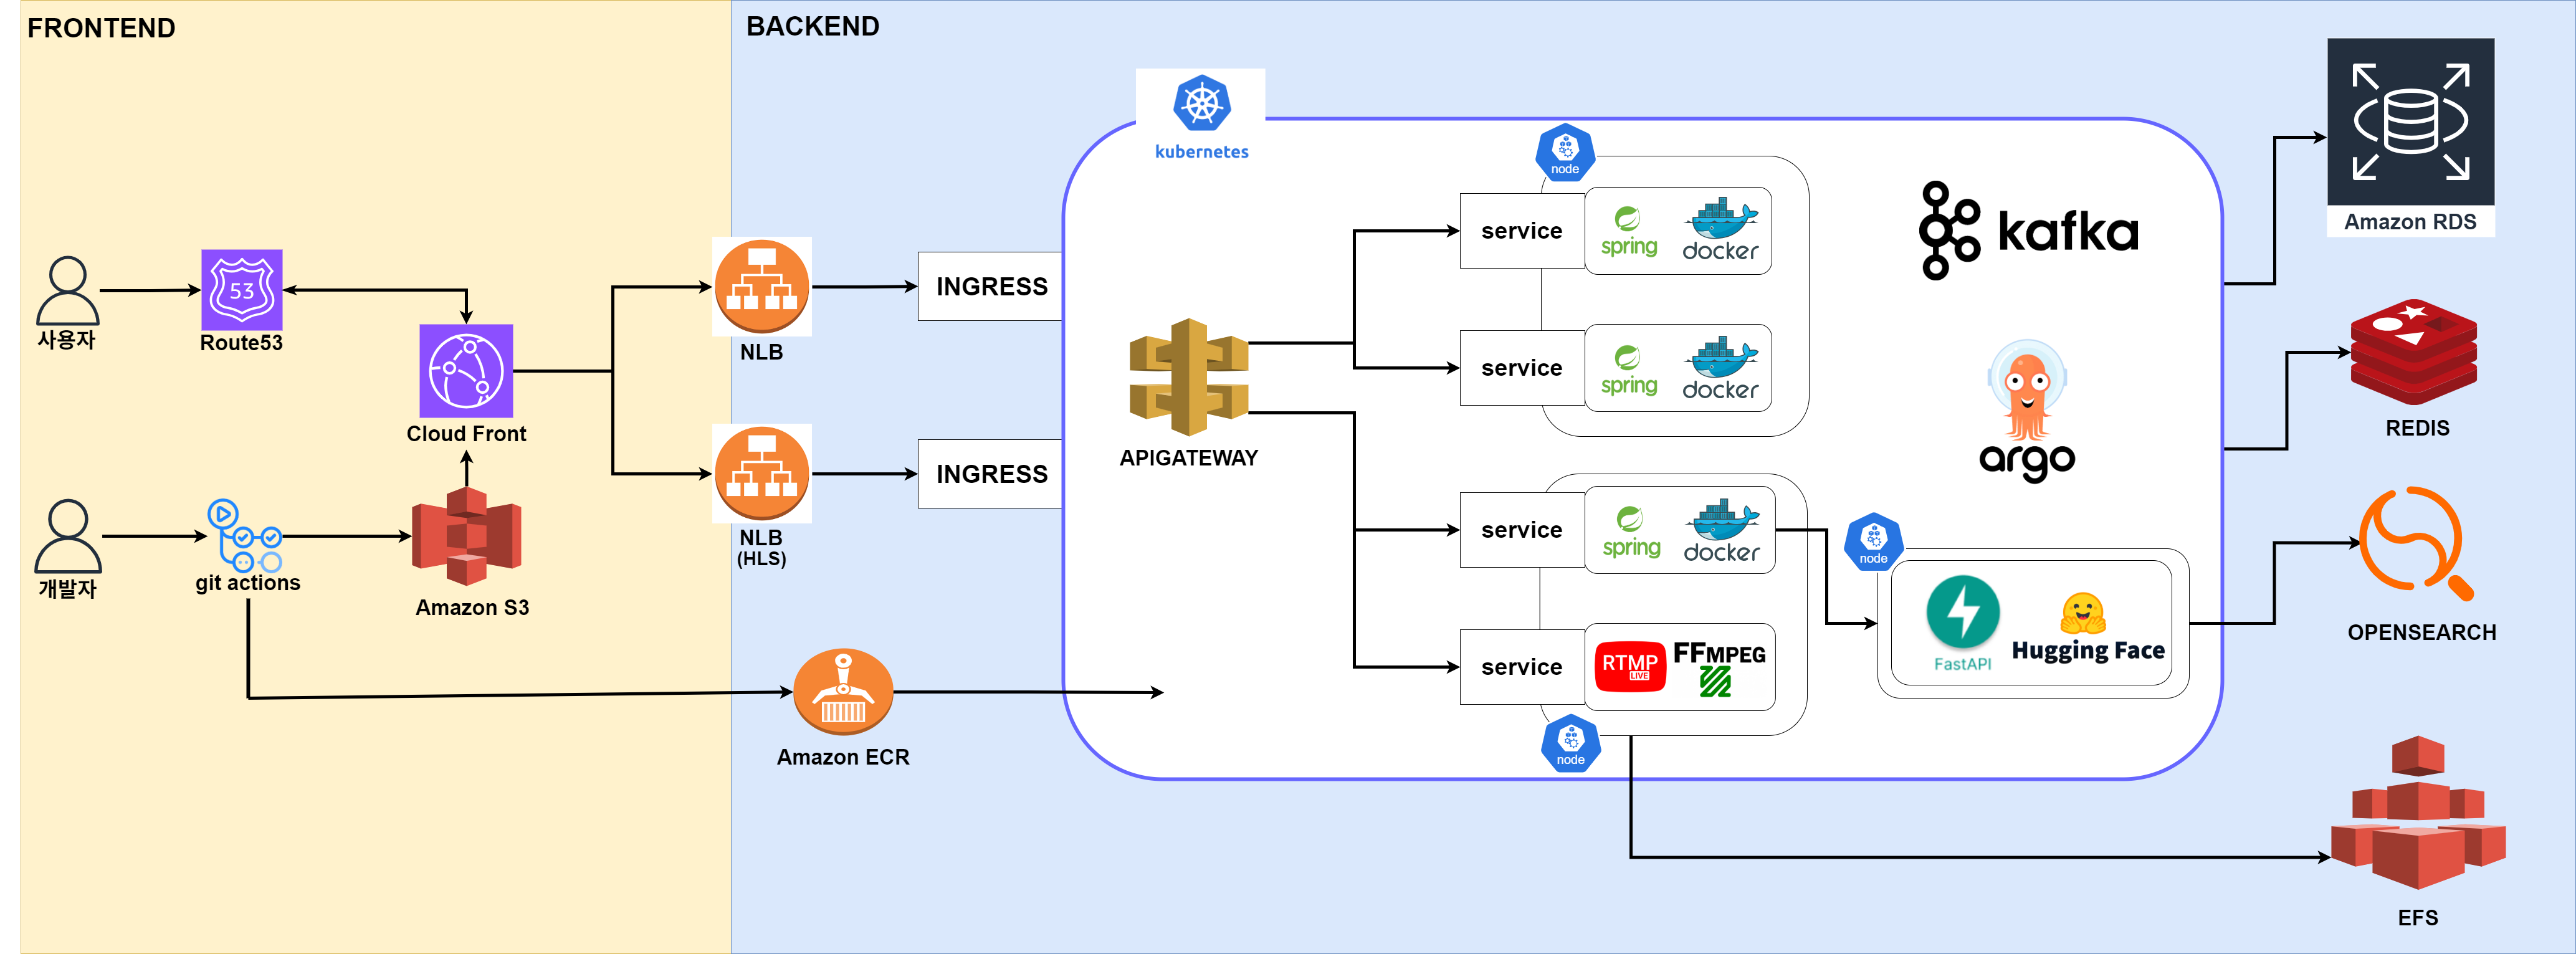 FRONTEND
BACKEND
kubernetes
node
service
spring
docker
kafka
Amazon RDS
53
사용자
Route53
Cloud Front
NLB
INGRESS
service
spring
docker
APIGATEWAY
argo
REDIS
개발자
git actions
Amazon S3
NLB
(HLS)
INGRESS
service
spring
docker
node
FastAPI
Hugging Face
OPENSEARCH
service
RTMP
LIVE
FFMPEG
node
Amazon ECR
EFS